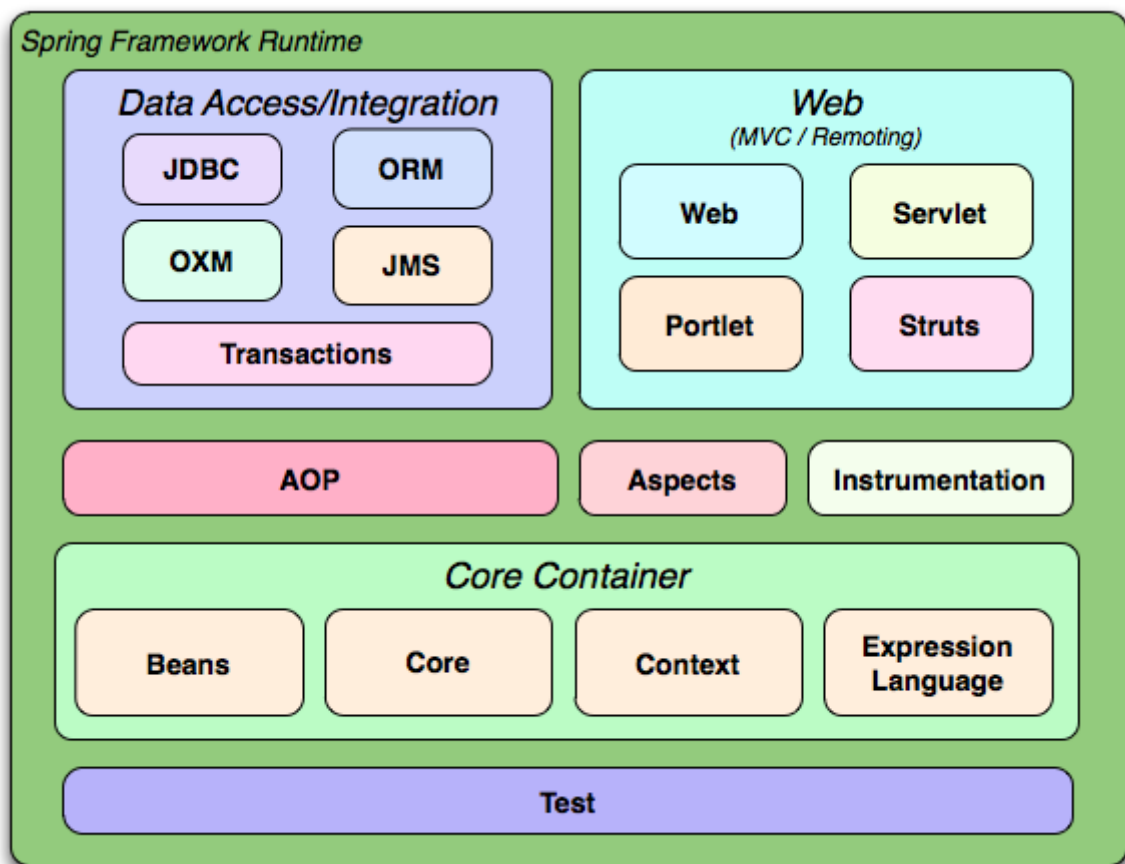 Spring Framework Runtime
Data Access/Integration
JDBC
ORM
OXM
JMS
Transactions
Web
(MVC / Remoting)
Web
Servlet
Portlet
Struts
AOP
Aspects
Instrumentation
Core Container
Beans
Core
Context
Expression
Language
Test